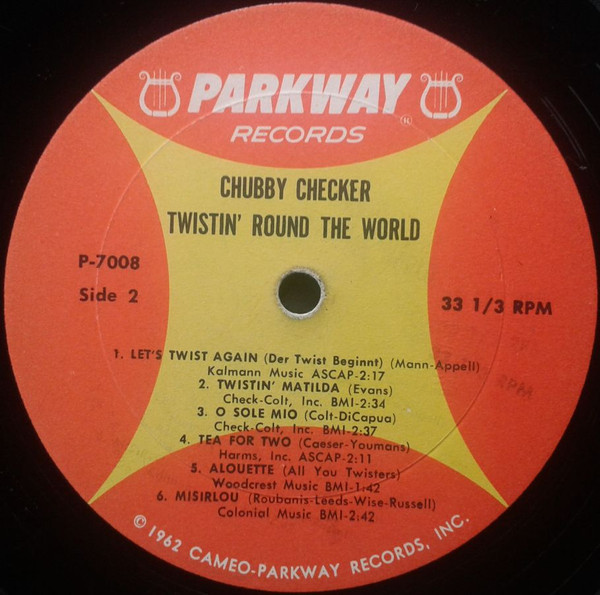 PARKWAY
®
RECORDS
CHUBBY CHECKER
TWISTIN' ROUND THE WORLD
P-7008
Side 2
33 1/3 RPM
1. LET'S TWIST AGAIN (Der Twist Beginnt) (Mann-Appell)
Kalmann Music ASCAP-2:17
2. TWISTIN' MATILDA (Evans)
Check-Colt, Inc. BMI-2:34
3. O SOLE MIO (Colt-DiCapua)
Check-Colt, Inc. BMI-2:37
4. TEA FOR TWO (Caeser-Youmans)
Harms, Inc. ASCAP-2:11
5. ALOUETTE (All You Twisters)
Woodcrest Music BMI-1:42
6. MISIRLOU (Roubanis-Leeds-Wise-Russell)
Colonial Music BMI-2:42
© 1962 CAMEO-PARKWAY RECORDS, INC.